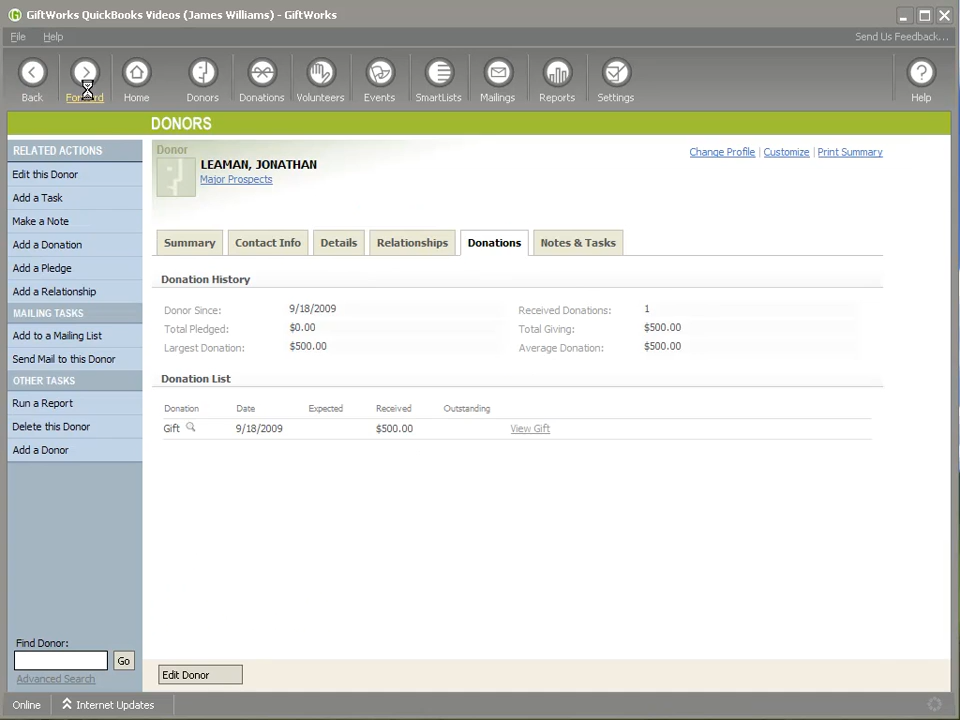 GiftWorks QuickBooks Videos (James Williams) - GiftWorks
File Help Send Us Feedback...
Back Forward Home Donors Donations Volunteers Events SmartLists Mailings Reports Settings Help
DONORS
RELATED ACTIONS
Edit this Donor
Add a Task
Make a Note
Add a Donation
Add a Pledge
Add a Relationship
MAILING TASKS
Add to a Mailing List
Send Mail to this Donor
OTHER TASKS
Run a Report
Delete this Donor
Add a Donor
Find Donor:
Go
Advanced Search
Donor
LEAMAN, JONATHAN
Major Prospects
Change Profile | Customize | Print Summary
Summary Contact Info Details Relationships Donations Notes & Tasks
Donation History
Donor Since: 9/18/2009 Received Donations: 1
Total Pledged: $0.00 Total Giving: $500.00
Largest Donation: $500.00 Average Donation: $500.00
Donation List
Donation Date Expected Received Outstanding
Gift 9/18/2009 $500.00 View Gift
Edit Donor
Online Internet Updates